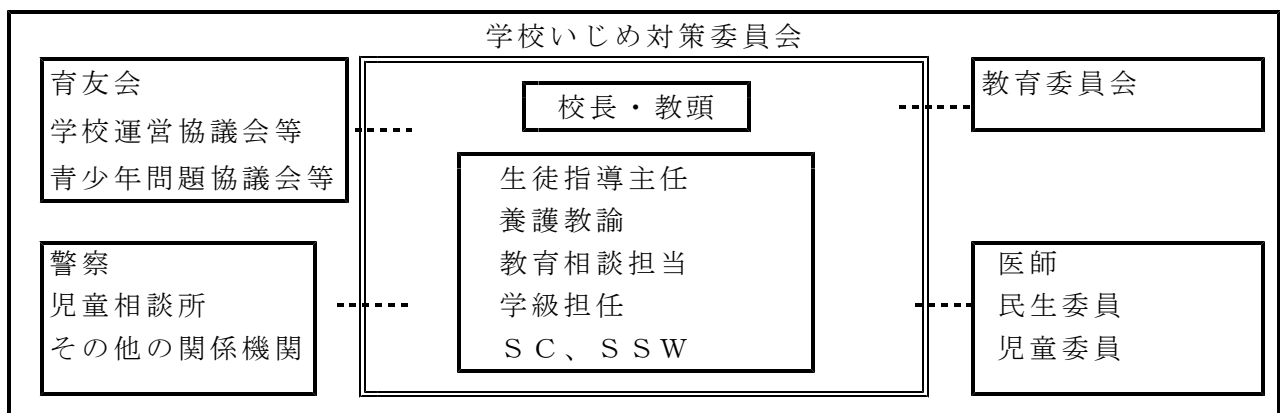 学校いじめ対策委員会
育友会
学校運営協議会等
青少年問題協議会等
校長・教頭
教育委員会
生徒指導主任
養護教諭
教育相談担当
学級担任
ＳＣ、ＳＳＷ
警察
児童相談所
その他の関係機関
医師
民生委員
児童委員